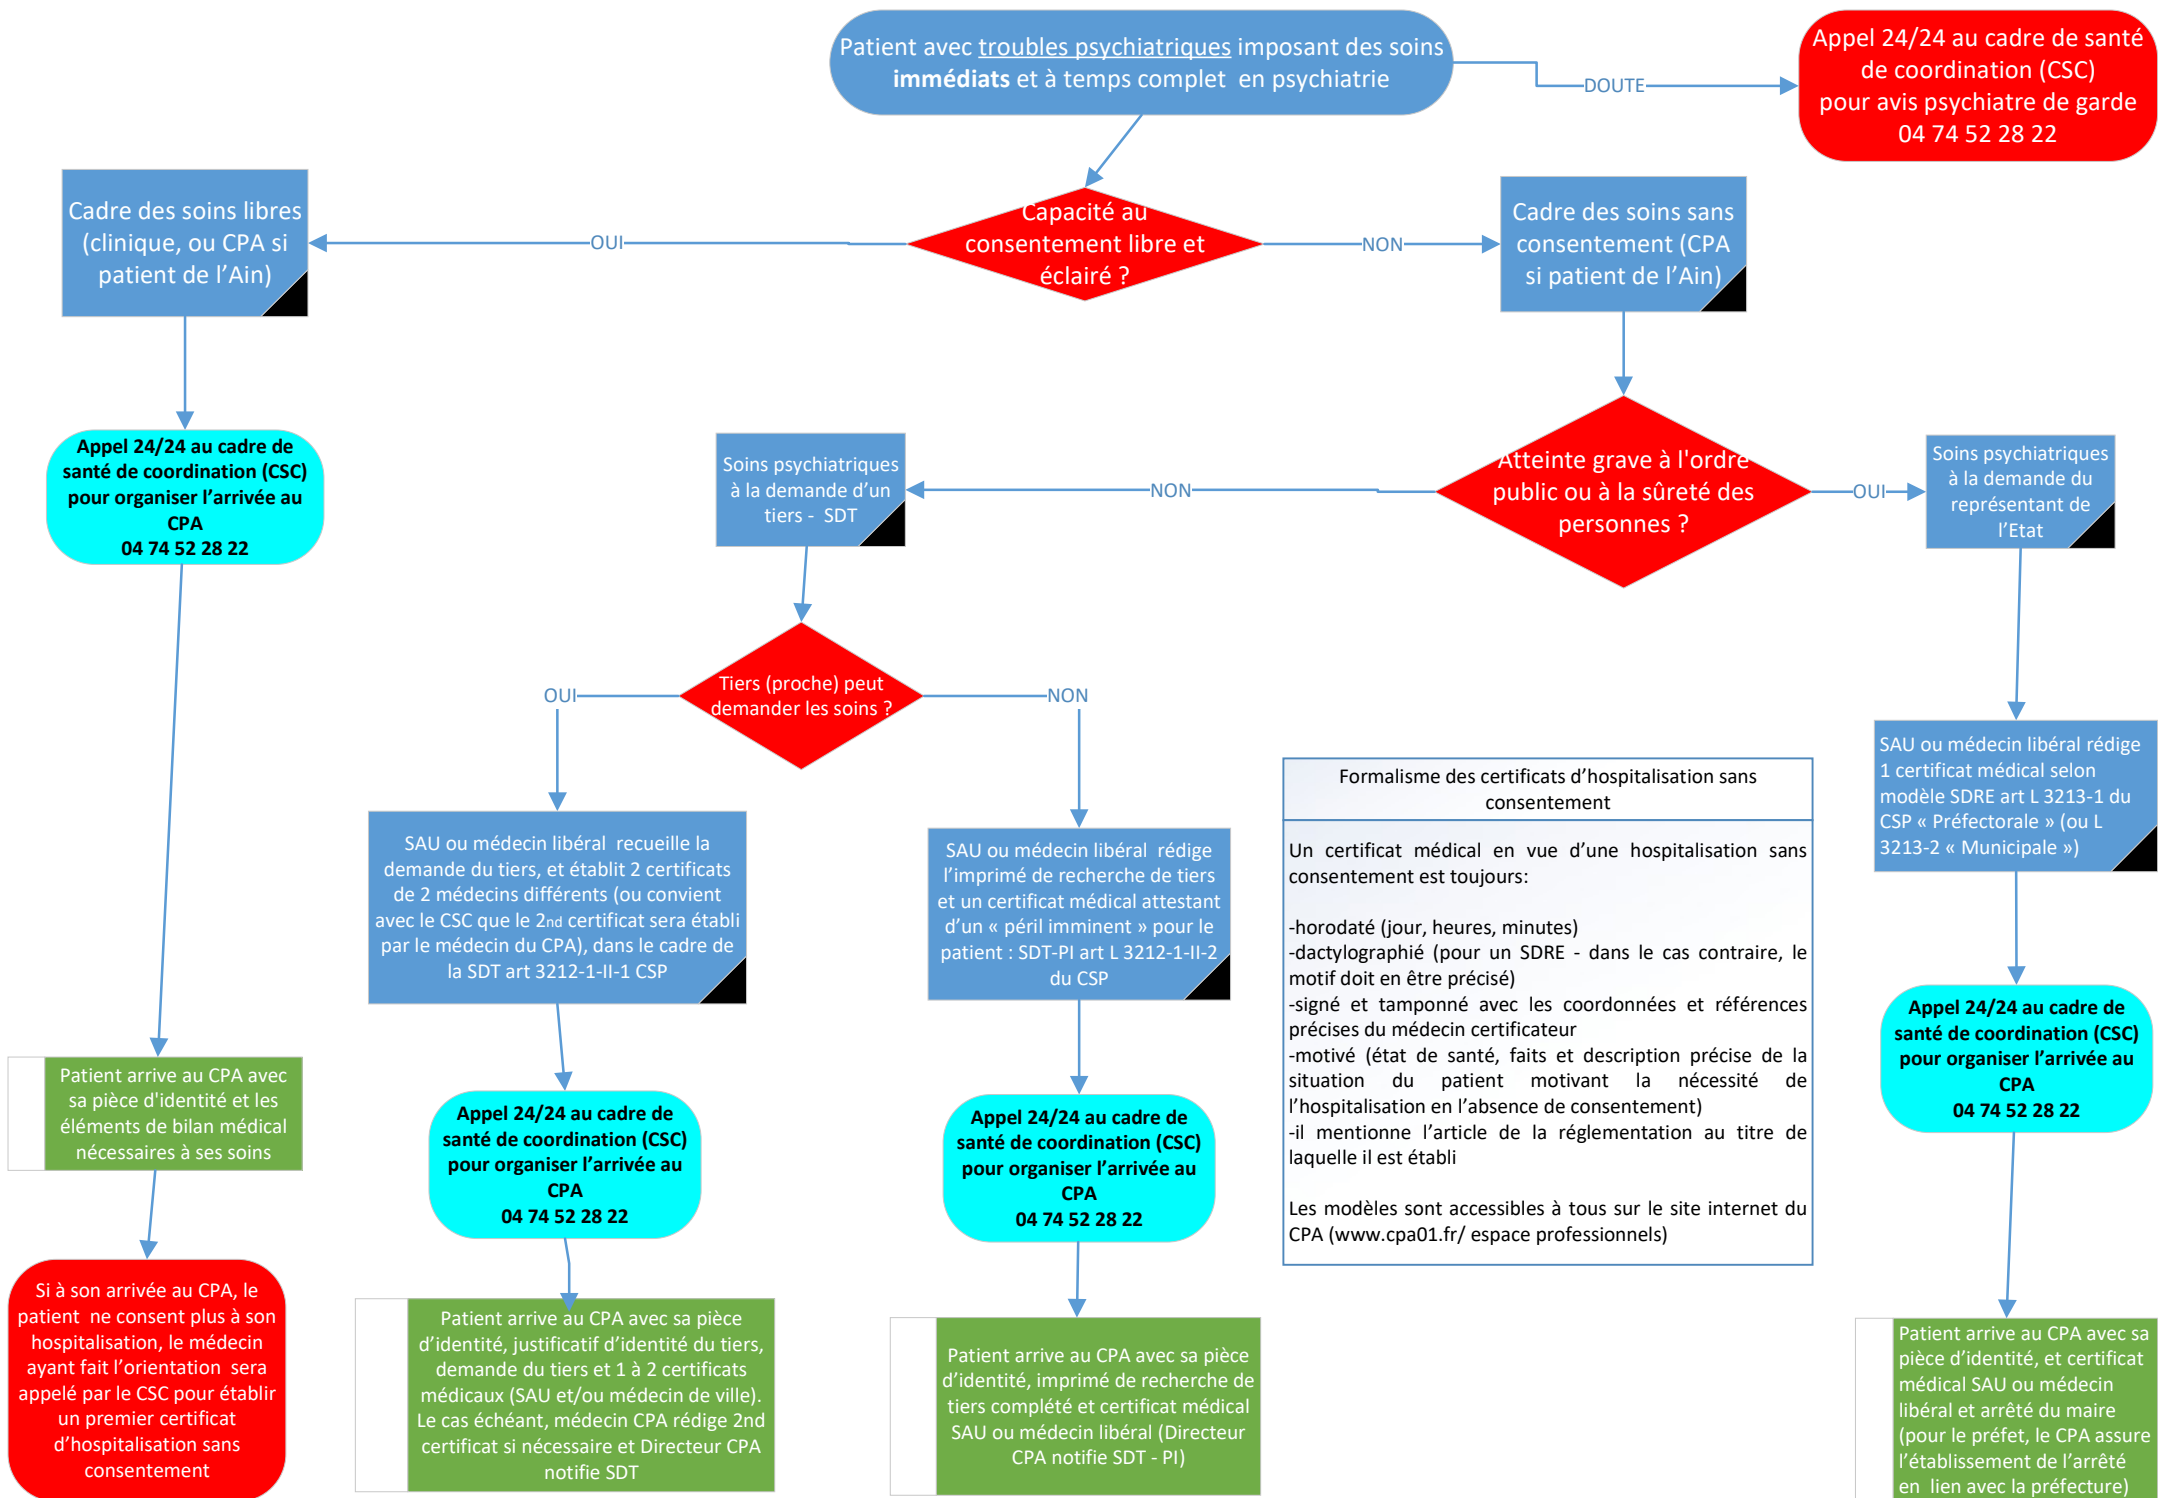 Patient avec troubles psychiatriques imposant des soins
immédiats et à temps complet en psychiatrie
DOUTE
Appel 24/24 au cadre de santé
de coordination (CSC)
pour avis psychiatre de garde
04 74 52 28 22
Cadre des soins libres
(clinique, ou CPA si
patient de l’Ain)
OUI
Capacité au
consentement libre et
éclairé ?
NON
Cadre des soins sans
consentement (CPA
si patient de l’Ain)
Appel 24/24 au cadre de
santé de coordination (CSC)
pour organiser l’arrivée au
CPA
04 74 52 28 22
Soins psychiatriques
à la demande d’un
tiers - SDT
NON
Atteinte grave à l'ordre
public ou à la sûreté des
personnes ?
OUI
Soins psychiatriques
à la demande du
représentant de
l’Etat
OUI
Tiers (proche) peut
demander les soins ?
NON
SAU ou médecin libéral recueille la
demande du tiers, et établit 2 certificats
de 2 médecins différents (ou convient
avec le CSC que le 2nd certificat sera établi
par le médecin du CPA), dans le cadre de
la SDT art 3212-1-II-1 CSP
SAU ou médecin libéral rédige
l’imprimé de recherche de tiers
et un certificat médical attestant
d’un « péril imminent » pour le
patient : SDT-PI art L 3212-1-II-2
du CSP
Formalisme des certificats d’hospitalisation sans
consentement
Un certificat médical en vue d’une hospitalisation sans
consentement est toujours:
-horodaté (jour, heures, minutes)
-dactylographié (pour un SDRE - dans le cas contraire, le
motif doit en être précisé)
-signé et tamponné avec les coordonnées et références
précises du médecin certificateur
-motivé (état de santé, faits et description précise de la
situation du patient motivant la nécessité de
l’hospitalisation en l’absence de consentement)
-il mentionne l’article de la réglementation au titre de
laquelle il est établi
Les modèles sont accessibles à tous sur le site internet du
CPA (www.cpa01.fr/ espace professionnels)
SAU ou médecin libéral rédige
1 certificat médical selon
modèle SDRE art L 3213-1 du
CSP « Préfectorale » (ou L
3213-2 « Municipale »)
Appel 24/24 au cadre de
santé de coordination (CSC)
pour organiser l’arrivée au
CPA
04 74 52 28 22
Patient arrive au CPA avec
sa pièce d'identité et les
éléments de bilan médical
nécessaires à ses soins
Appel 24/24 au cadre de
santé de coordination (CSC)
pour organiser l’arrivée au
CPA
04 74 52 28 22
Appel 24/24 au cadre de
santé de coordination (CSC)
pour organiser l’arrivée au
CPA
04 74 52 28 22
Si à son arrivée au CPA, le
patient ne consent plus à son
hospitalisation, le médecin
ayant fait l’orientation sera
appelé par le CSC pour établir
un premier certificat
d’hospitalisation sans
consentement
Patient arrive au CPA avec sa pièce
d’identité, justificatif d’identité du tiers,
demande du tiers et 1 à 2 certificats
médicaux (SAU et/ou médecin de ville).
Le cas échéant, médecin CPA rédige 2nd
certificat si nécessaire et Directeur CPA
notifie SDT
Patient arrive au CPA avec sa pièce
d’identité, imprimé de recherche de
tiers complété et certificat médical
SAU ou médecin libéral (Directeur
CPA notifie SDT - PI)
Patient arrive au CPA avec sa
pièce d’identité, et certificat
médical SAU ou médecin
libéral et arrêté du maire
(pour le préfet, le CPA assure
l’établissement de l’arrêté
en lien avec la préfecture)